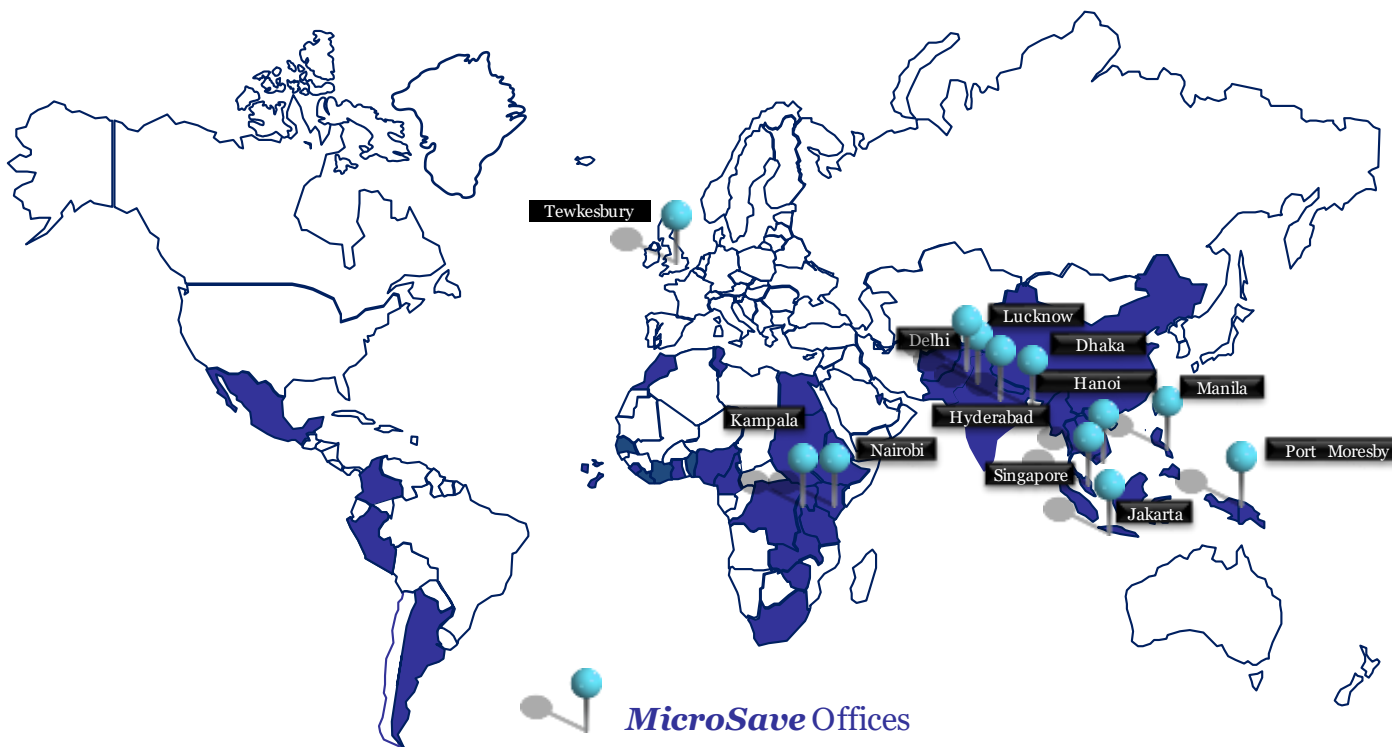 Tewkesbury
Lucknow
Delhi
Dhaka
Hanoi
Manila
Kampala
Hyderabad
Nairobi
Port Moresby
Singapore
Jakarta
MicroSave Offices